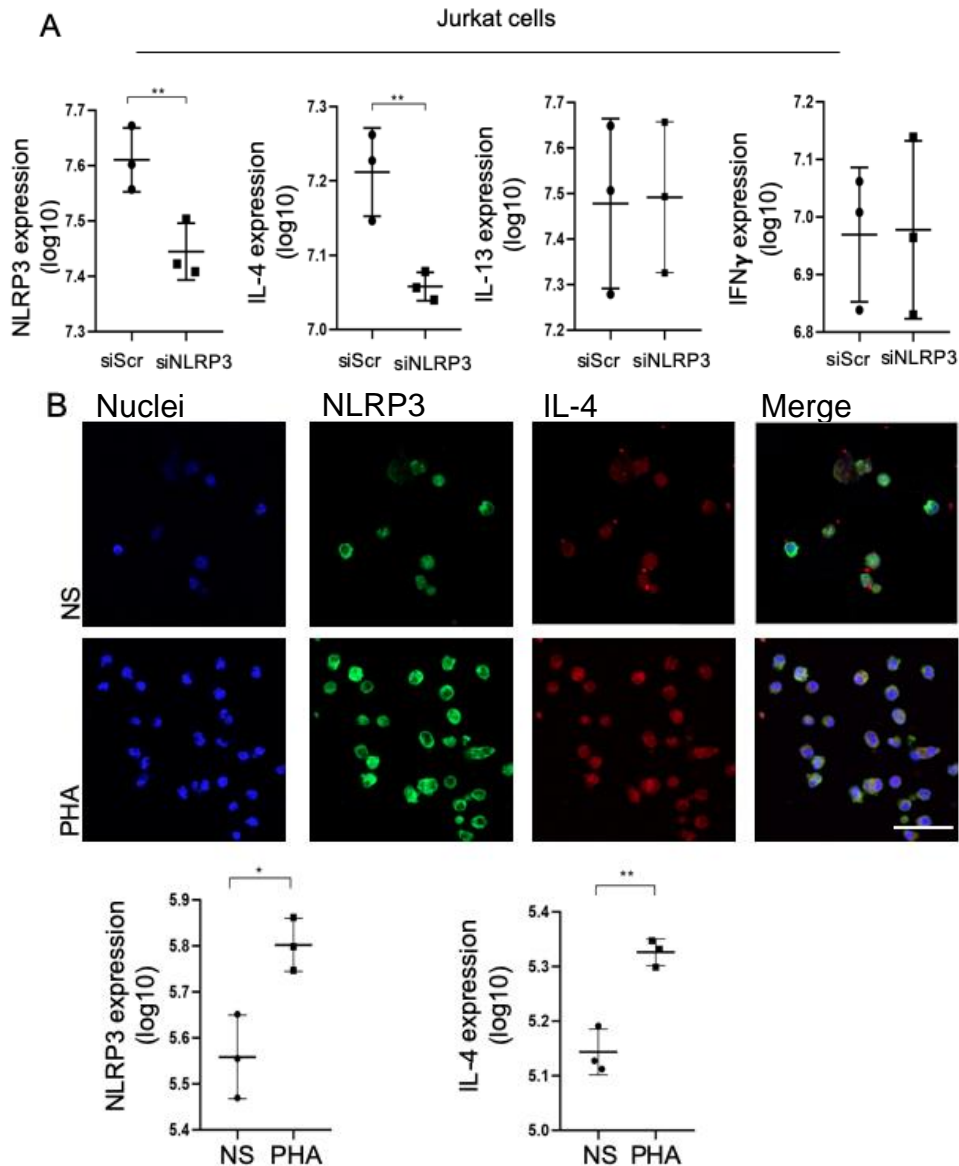 A
Jurkat cells
NLRP3 expression
(log10)
7.7
7.6
7.5
7.4
7.3
**
siScr
siNLRP3
IL-4 expression
(log10)
7.3
7.2
7.1
7.0
**
siScr
siNLRP3
IL-13 expression
(log10)
7.7
7.6
7.5
7.4
7.3
7.2
siScr
siNLRP3
IFNγ expression
(log10)
7.2
7.1
7.0
6.9
6.8
siScr
siNLRP3
B
Nuclei
NLRP3
IL-4
Merge
NS
PHA
NLRP3 expression
(log10)
5.9
5.8
5.7
5.6
5.5
5.4
*
NS
PHA
IL-4 expression
(log10)
5.4
5.3
5.2
5.1
5.0
**
NS
PHA